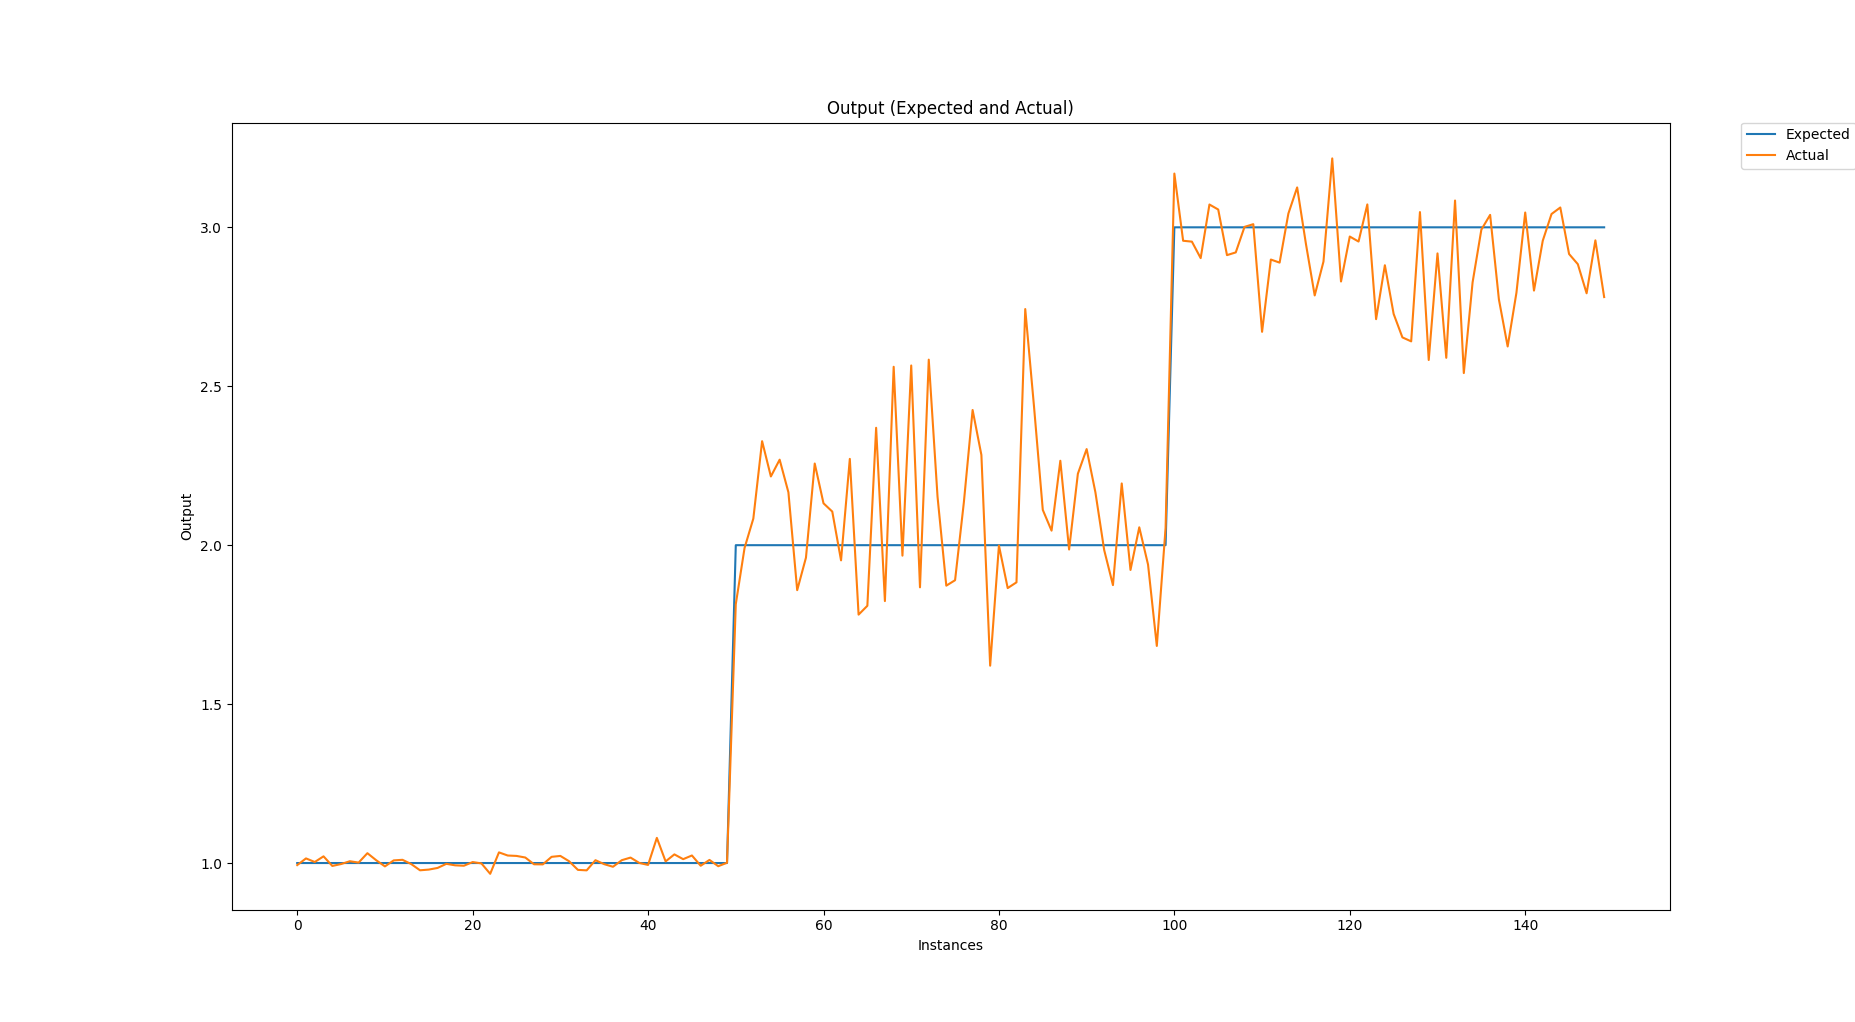 Output (Expected and Actual)
Expected
Actual
3.0
2.5
2.0
1.5
1.0
Output
0 20 40 60 80 100 120 140
Instances